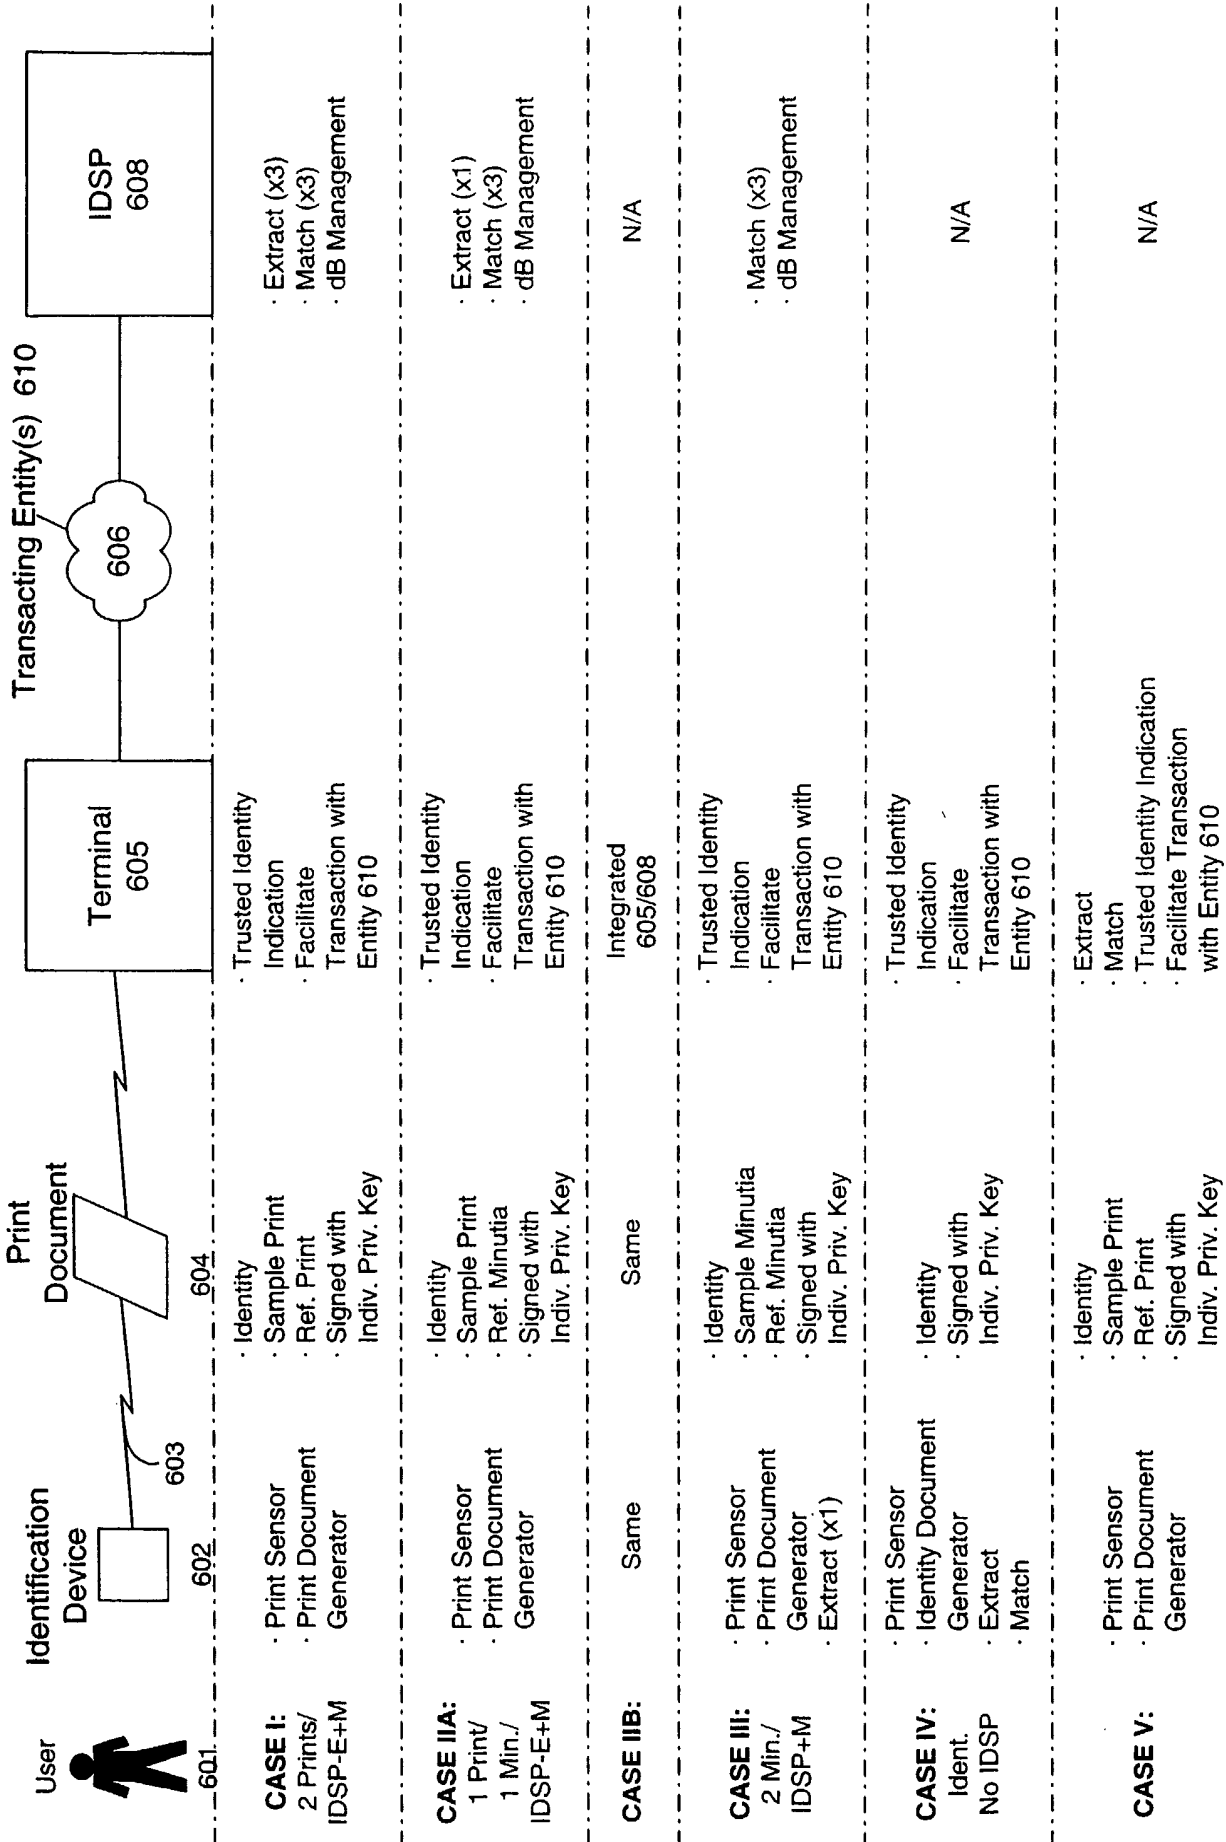 User
601
Identification
Device
602
603
Print
Document
604
Terminal
605
Transacting Entity(s) 610
606
IDSP
608
CASE I:
2 Prints/
IDSP-E+M
· Print Sensor
· Print Document
Generator
· Identity
· Sample Print
· Ref. Print
· Signed with
Indiv. Priv. Key
· Trusted Identity
Indication
· Facilitate
Transaction with
Entity 610
· Extract (x3)
· Match (x3)
· dB Management
CASE IIA:
1 Print/
1 Min./
IDSP-E+M
· Print Sensor
· Print Document
Generator
· Identity
· Sample Print
· Ref. Minutia
· Signed with
Indiv. Priv. Key
· Trusted Identity
Indication
· Facilitate
Transaction with
Entity 610
· Extract (x1)
· Match (x3)
· dB Management
CASE IIB:
Same
Same
Integrated
605/608
N/A
CASE III:
2 Min./
IDSP+M
· Print Sensor
· Print Document
Generator
· Extract (x1)
· Identity
· Sample Minutia
· Ref. Minutia
· Signed with
Indiv. Priv. Key
· Trusted Identity
Indication
· Facilitate
Transaction with
Entity 610
· Match (x3)
· dB Management
CASE IV:
Ident.
No IDSP
· Print Sensor
· Identity Document
Generator
· Extract
· Match
· Identity
· Signed with
Indiv. Priv. Key
· Trusted Identity
Indication
· Facilitate
Transaction with
Entity 610
N/A
CASE V:
· Print Sensor
· Print Document
Generator
· Identity
· Sample Print
· Ref. Print
· Signed with
Indiv. Priv. Key
· Extract
· Match
· Trusted Identity Indication
· Facilitate Transaction
with Entity 610
N/A